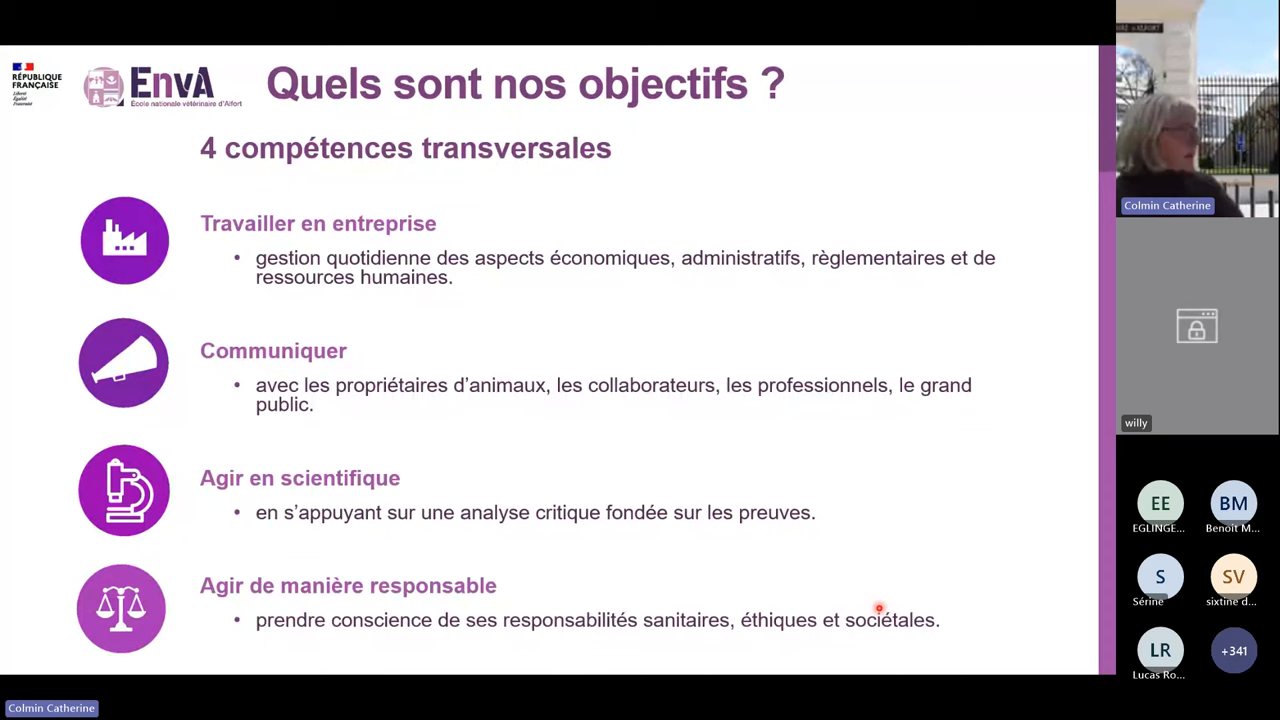 RÉPUBLIQUE
FRANÇAISE
Liberté
Égalité
Fraternité
EnvA
École nationale vétérinaire d'Alfort
Quels sont nos objectifs ?
4 compétences transversales
Travailler en entreprise
• gestion quotidienne des aspects économiques, administratifs, règlementaires et de
ressources humaines.
Communiquer
• avec les propriétaires d’animaux, les collaborateurs, les professionnels, le grand
public.
Agir en scientifique
• en s’appuyant sur une analyse critique fondée sur les preuves.
Agir de manière responsable
• prendre conscience de ses responsabilités sanitaires, éthiques et sociétales.
Colmin Catherine
willy
EE
EGLINGE...
BM
Benoît M...
S
Sérine
SV
sixtine d...
LR
Lucas Ro...
+341
Colmin Catherine